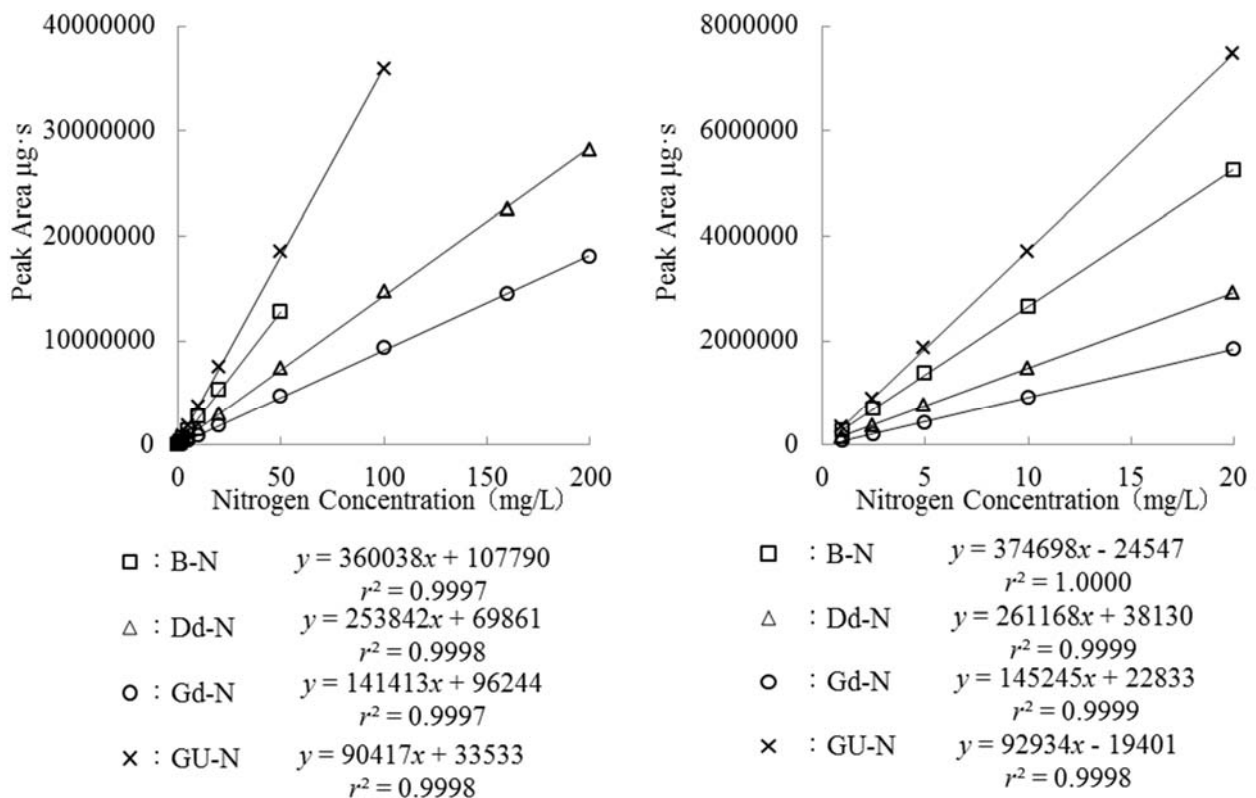 40000000
30000000
20000000
10000000
0
Peak Area μg·s
0 50 100 150 200
Nitrogen Concentration (mg/L)
□ : B-N y = 360038x + 107790
r² = 0.9997
△ : Dd-N y = 253842x + 69861
r² = 0.9998
○ : Gd-N y = 141413x + 96244
r² = 0.9997
× : GU-N y = 90417x + 33533
r² = 0.9998
8000000
6000000
4000000
2000000
0
Peak Area μg·s
0 5 10 15 20
Nitrogen Concentration (mg/L)
□ : B-N y = 374698x - 24547
r² = 1.0000
△ : Dd-N y = 261168x + 38130
r² = 0.9999
○ : Gd-N y = 145245x + 22833
r² = 0.9999
× : GU-N y = 92934x - 19401
r² = 0.9998